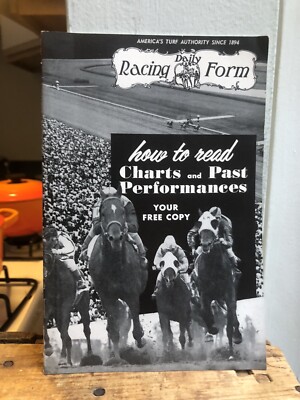 AMERICA'S TURF AUTHORITY SINCE 1894
Daily
Racing Form
how to read
Charts and Past
Performances
YOUR
FREE COPY